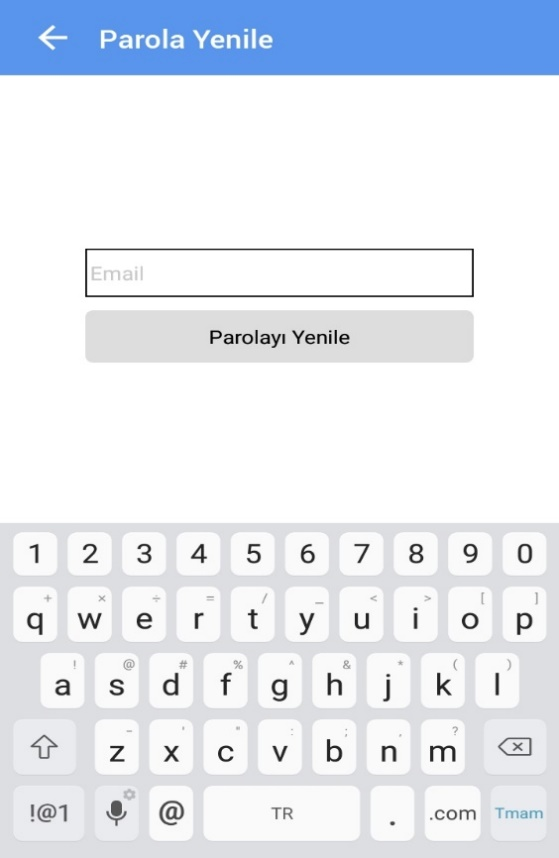 Parola Yenile
Email
Parolayı Yenile
1 2 3 4 5 6 7 8 9 0
+ × ÷ = / _ < > [ ]
q w e r t y u i o p
! @ # % ^ & * ( )
a s d f g h j k l
- ' " : ; , ?
z x c v b n m
!@1 @ TR . .com Tmam